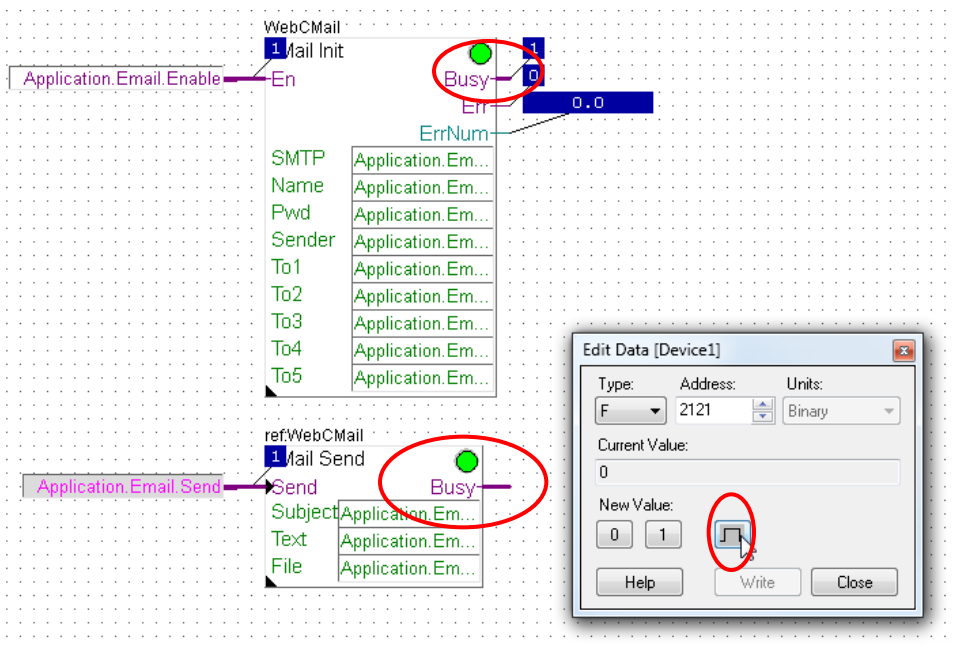 WebCMail
1 Mail Init 1
Application.Email.Enable En Busy 0
Err 0.0
ErrNum
SMTP Application.Em...
Name Application.Em...
Pwd Application.Em...
Sender Application.Em...
To1 Application.Em...
To2 Application.Em...
To3 Application.Em...
To4 Application.Em...
To5 Application.Em...
ref:WebCMail
1 Mail Send
Application.Email.Send Send Busy
Subject Application.Em...
Text Application.Em...
File Application.Em...
Edit Data [Device1]
Type: Address: Units:
F 2121 Binary
Current Value:
0
New Value:
0 1
Help Write Close